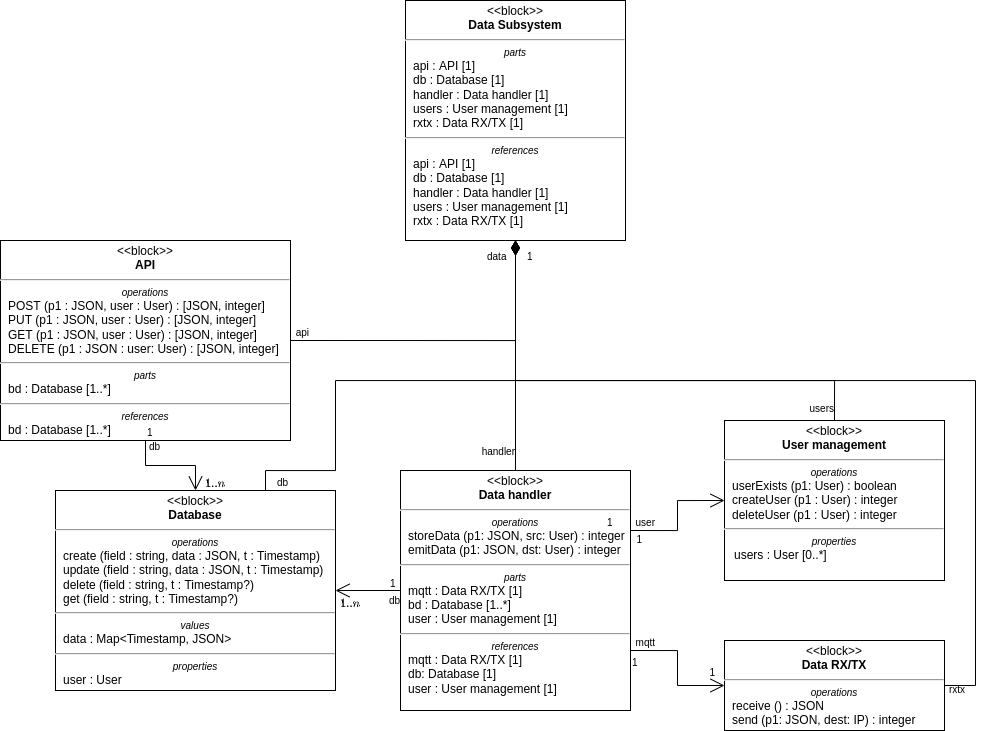 <<block>>
Data Subsystem
parts
api : API [1]
db : Database [1]
handler : Data handler [1]
users : User management [1]
rxtx : Data RX/TX [1]
references
api : API [1]
db : Database [1]
handler : Data handler [1]
users : User management [1]
rxtx : Data RX/TX [1]
data 1
<<block>>
API
operations
POST (p1 : JSON, user : User) : [JSON, integer]
PUT (p1 : JSON, user : User) : [JSON, integer]
GET (p1 : JSON, user : User) : [JSON, integer]
DELETE (p1 : JSON : user: User) : [JSON, integer]
parts
bd : Database [1..*]
references
bd : Database [1..*]
api
1
db
1..n
db
handler
users
<<block>>
Database
operations
create (field : string, data : JSON, t : Timestamp)
update (field : string, data : JSON, t : Timestamp)
delete (field : string, t : Timestamp?)
get (field : string, t : Timestamp?)
values
data : Map<Timestamp, JSON>
properties
user : User
1
db
1..n
<<block>>
Data handler
operations
1
storeData (p1: JSON, src: User) : integer
emitData (p1: JSON, dst: User) : integer
parts
mqtt : Data RX/TX [1]
bd : Database [1..*]
user : User management [1]
references
mqtt : Data RX/TX [1]
db: Database [1]
user : User management [1]
user
1
mqtt
1
1
<<block>>
User management
operations
userExists (p1: User) : boolean
createUser (p1 : User) : integer
deleteUser (p1 : User) : integer
properties
users : User [0..*]
<<block>>
Data RX/TX
operations
receive () : JSON
send (p1: JSON, dest: IP) : integer
rxtx